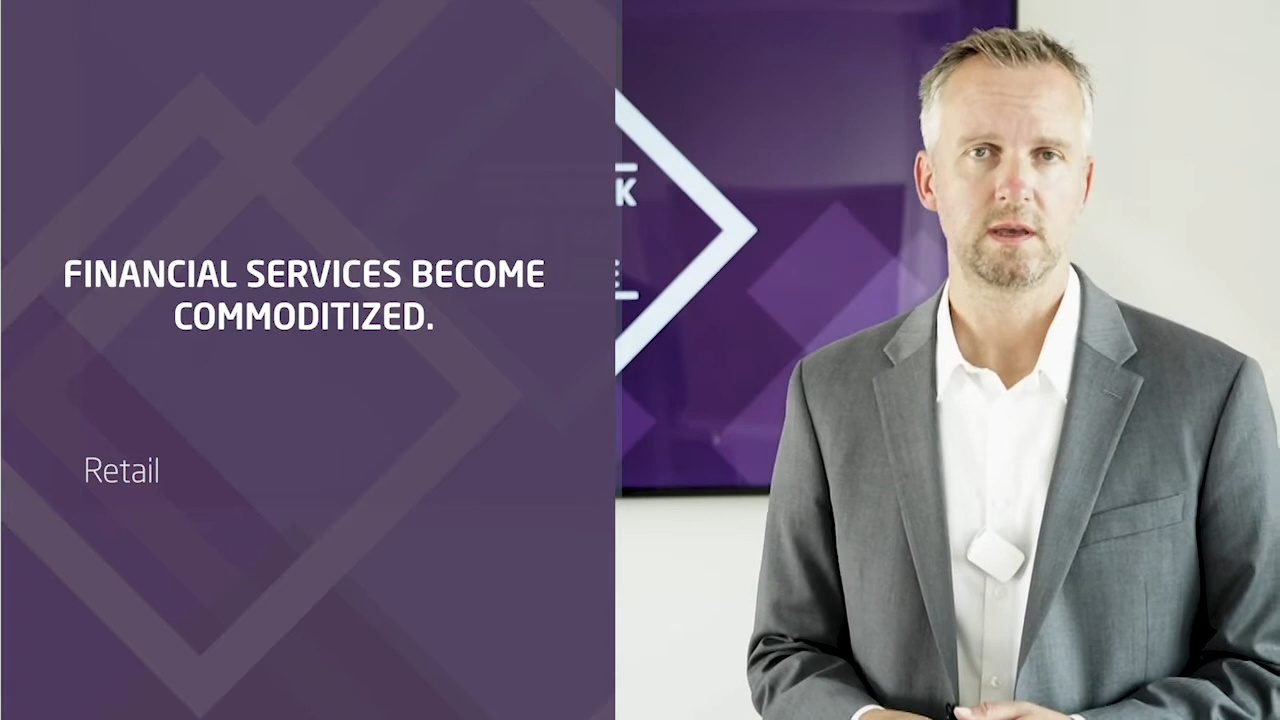 FINANCIAL SERVICES BECOME
COMMODITIZED.
Retail
K
E